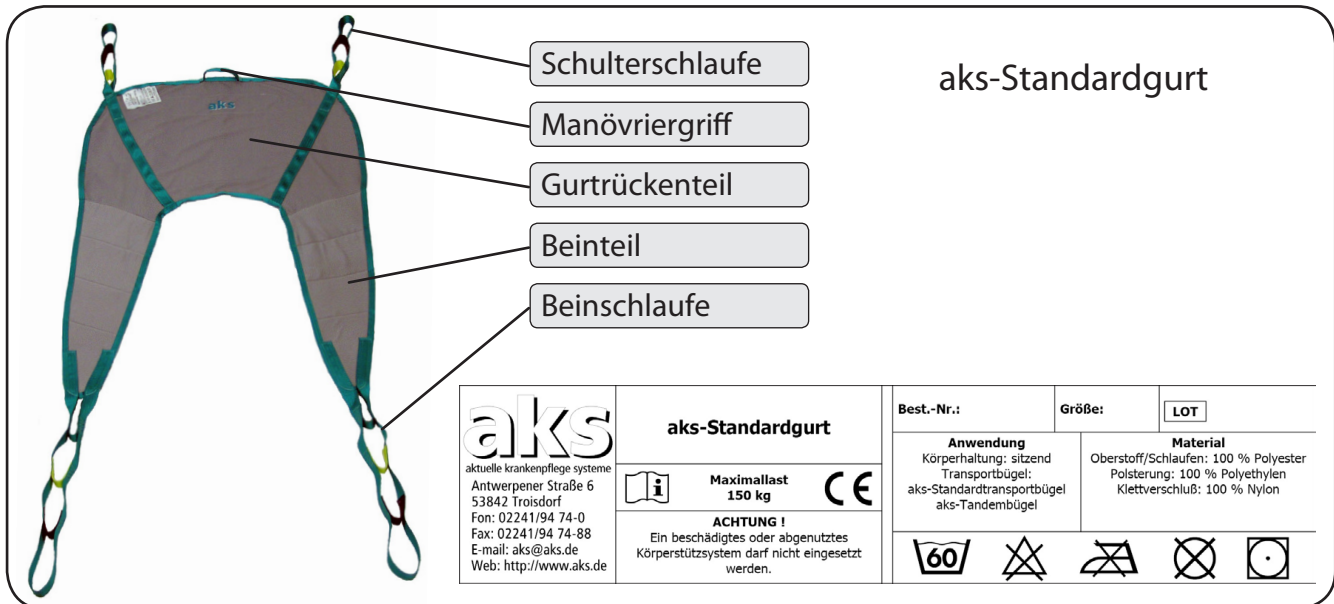 Schulterschlaufe
aks-Standardgurt
Manövriergriff
Gurtrückenteil
Beinteil
Beinschlaufe
aks
aks
aktuelle krankenpflege systeme
Antwerpener Straße 6
53842 Troisdorf
Fon: 02241/94 74-0
Fax: 02241/94 74-88
E-mail: aks@aks.de
Web: http://www.aks.de
aks-Standardgurt
i
Maximallast
150 kg
CE
ACHTUNG !
Ein beschädigtes oder abgenutztes
Körperstützsystem darf nicht eingesetzt
werden.
Best.-Nr.:
Größe:
LOT
Anwendung
Körperhaltung: sitzend
Transportbügel:
aks-Standardtransportbügel
aks-Tandembügel
Material
Oberstoff/Schlaufen: 100 % Polyester
Polsterung: 100 % Polyethylen
Klettverschluß: 100 % Nylon
60